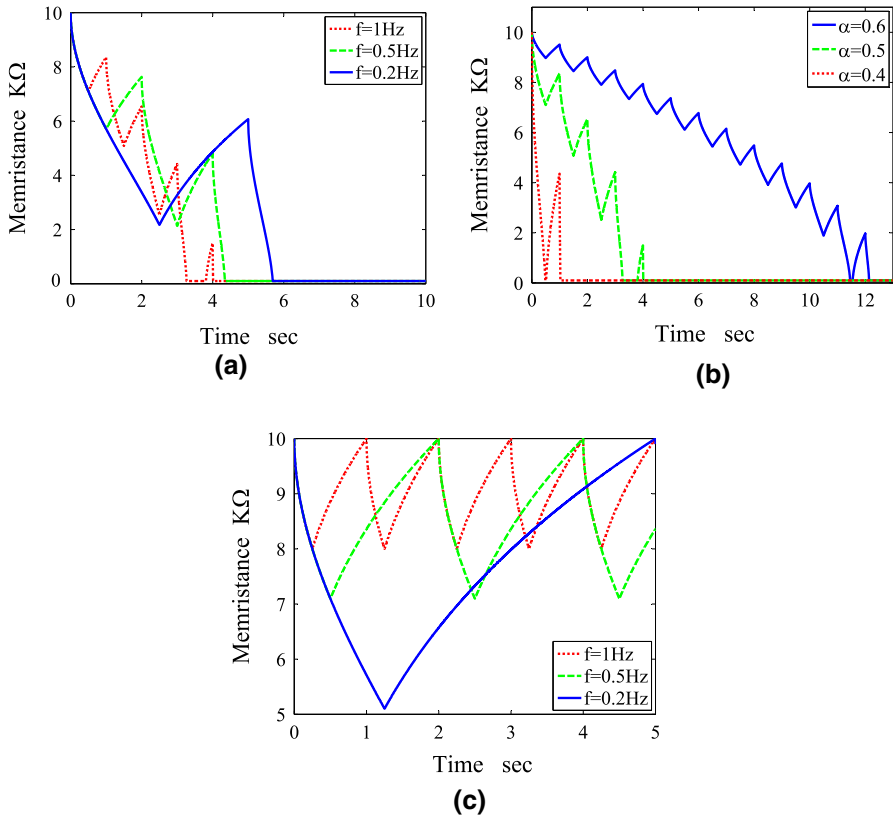 10
8
6
4
2
0
Memristance KΩ
f=1Hz
f=0.5Hz
f=0.2Hz
0 2 4 6 8 10
Time sec
(a)
10
8
6
4
2
0
Memristance KΩ
α=0.6
α=0.5
α=0.4
0 2 4 6 8 10 12
Time sec
(b)
10
9
8
7
6
5
Memristance KΩ
f=1Hz
f=0.5Hz
f=0.2Hz
0 1 2 3 4 5
Time sec
(c)